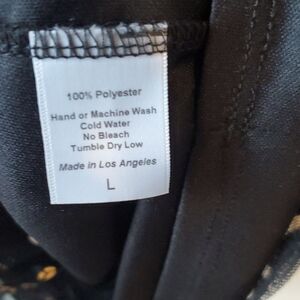 100% Polyester
Hand or Machine Wash
Cold Water
No Bleach
Tumble Dry Low
Made in Los Angeles
L